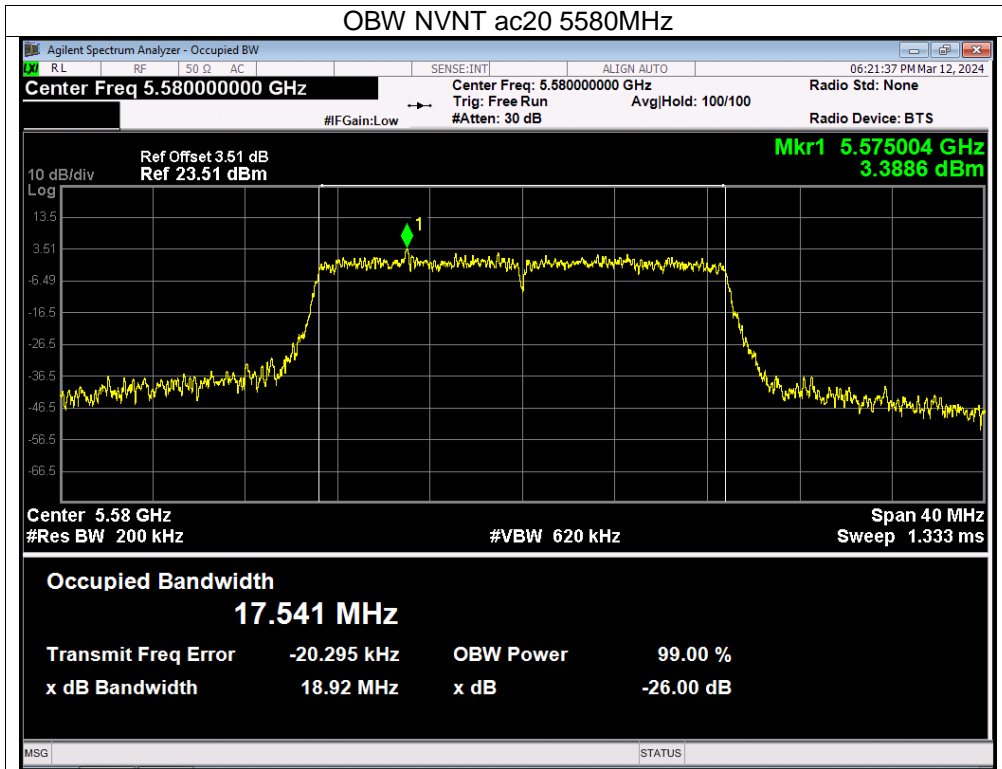 OBW NVNT ac20 5580MHz
Agilent Spectrum Analyzer - Occupied BW
LXI RL RF 50 Ω AC SENSE:INT ALIGN AUTO 06:21:37 PM Mar 12, 2024
Center Freq 5.580000000 GHz Center Freq: 5.580000000 GHz Radio Std: None
Trig: Free Run Avg|Hold: 100/100
#IFGain:Low #Atten: 30 dB Radio Device: BTS
Mkr1 5.575004 GHz
3.3886 dBm
Ref Offset 3.51 dB
10 dB/div Ref 23.51 dBm
Log
13.5
1
3.51
-6.49
-16.5
-26.5
-36.5
-46.5
-56.5
-66.5
Center 5.58 GHz Span 40 MHz
#Res BW 200 kHz #VBW 620 kHz Sweep 1.333 ms
Occupied Bandwidth
17.541 MHz
Transmit Freq Error -20.295 kHz OBW Power 99.00 %
x dB Bandwidth 18.92 MHz x dB -26.00 dB
MSG STATUS